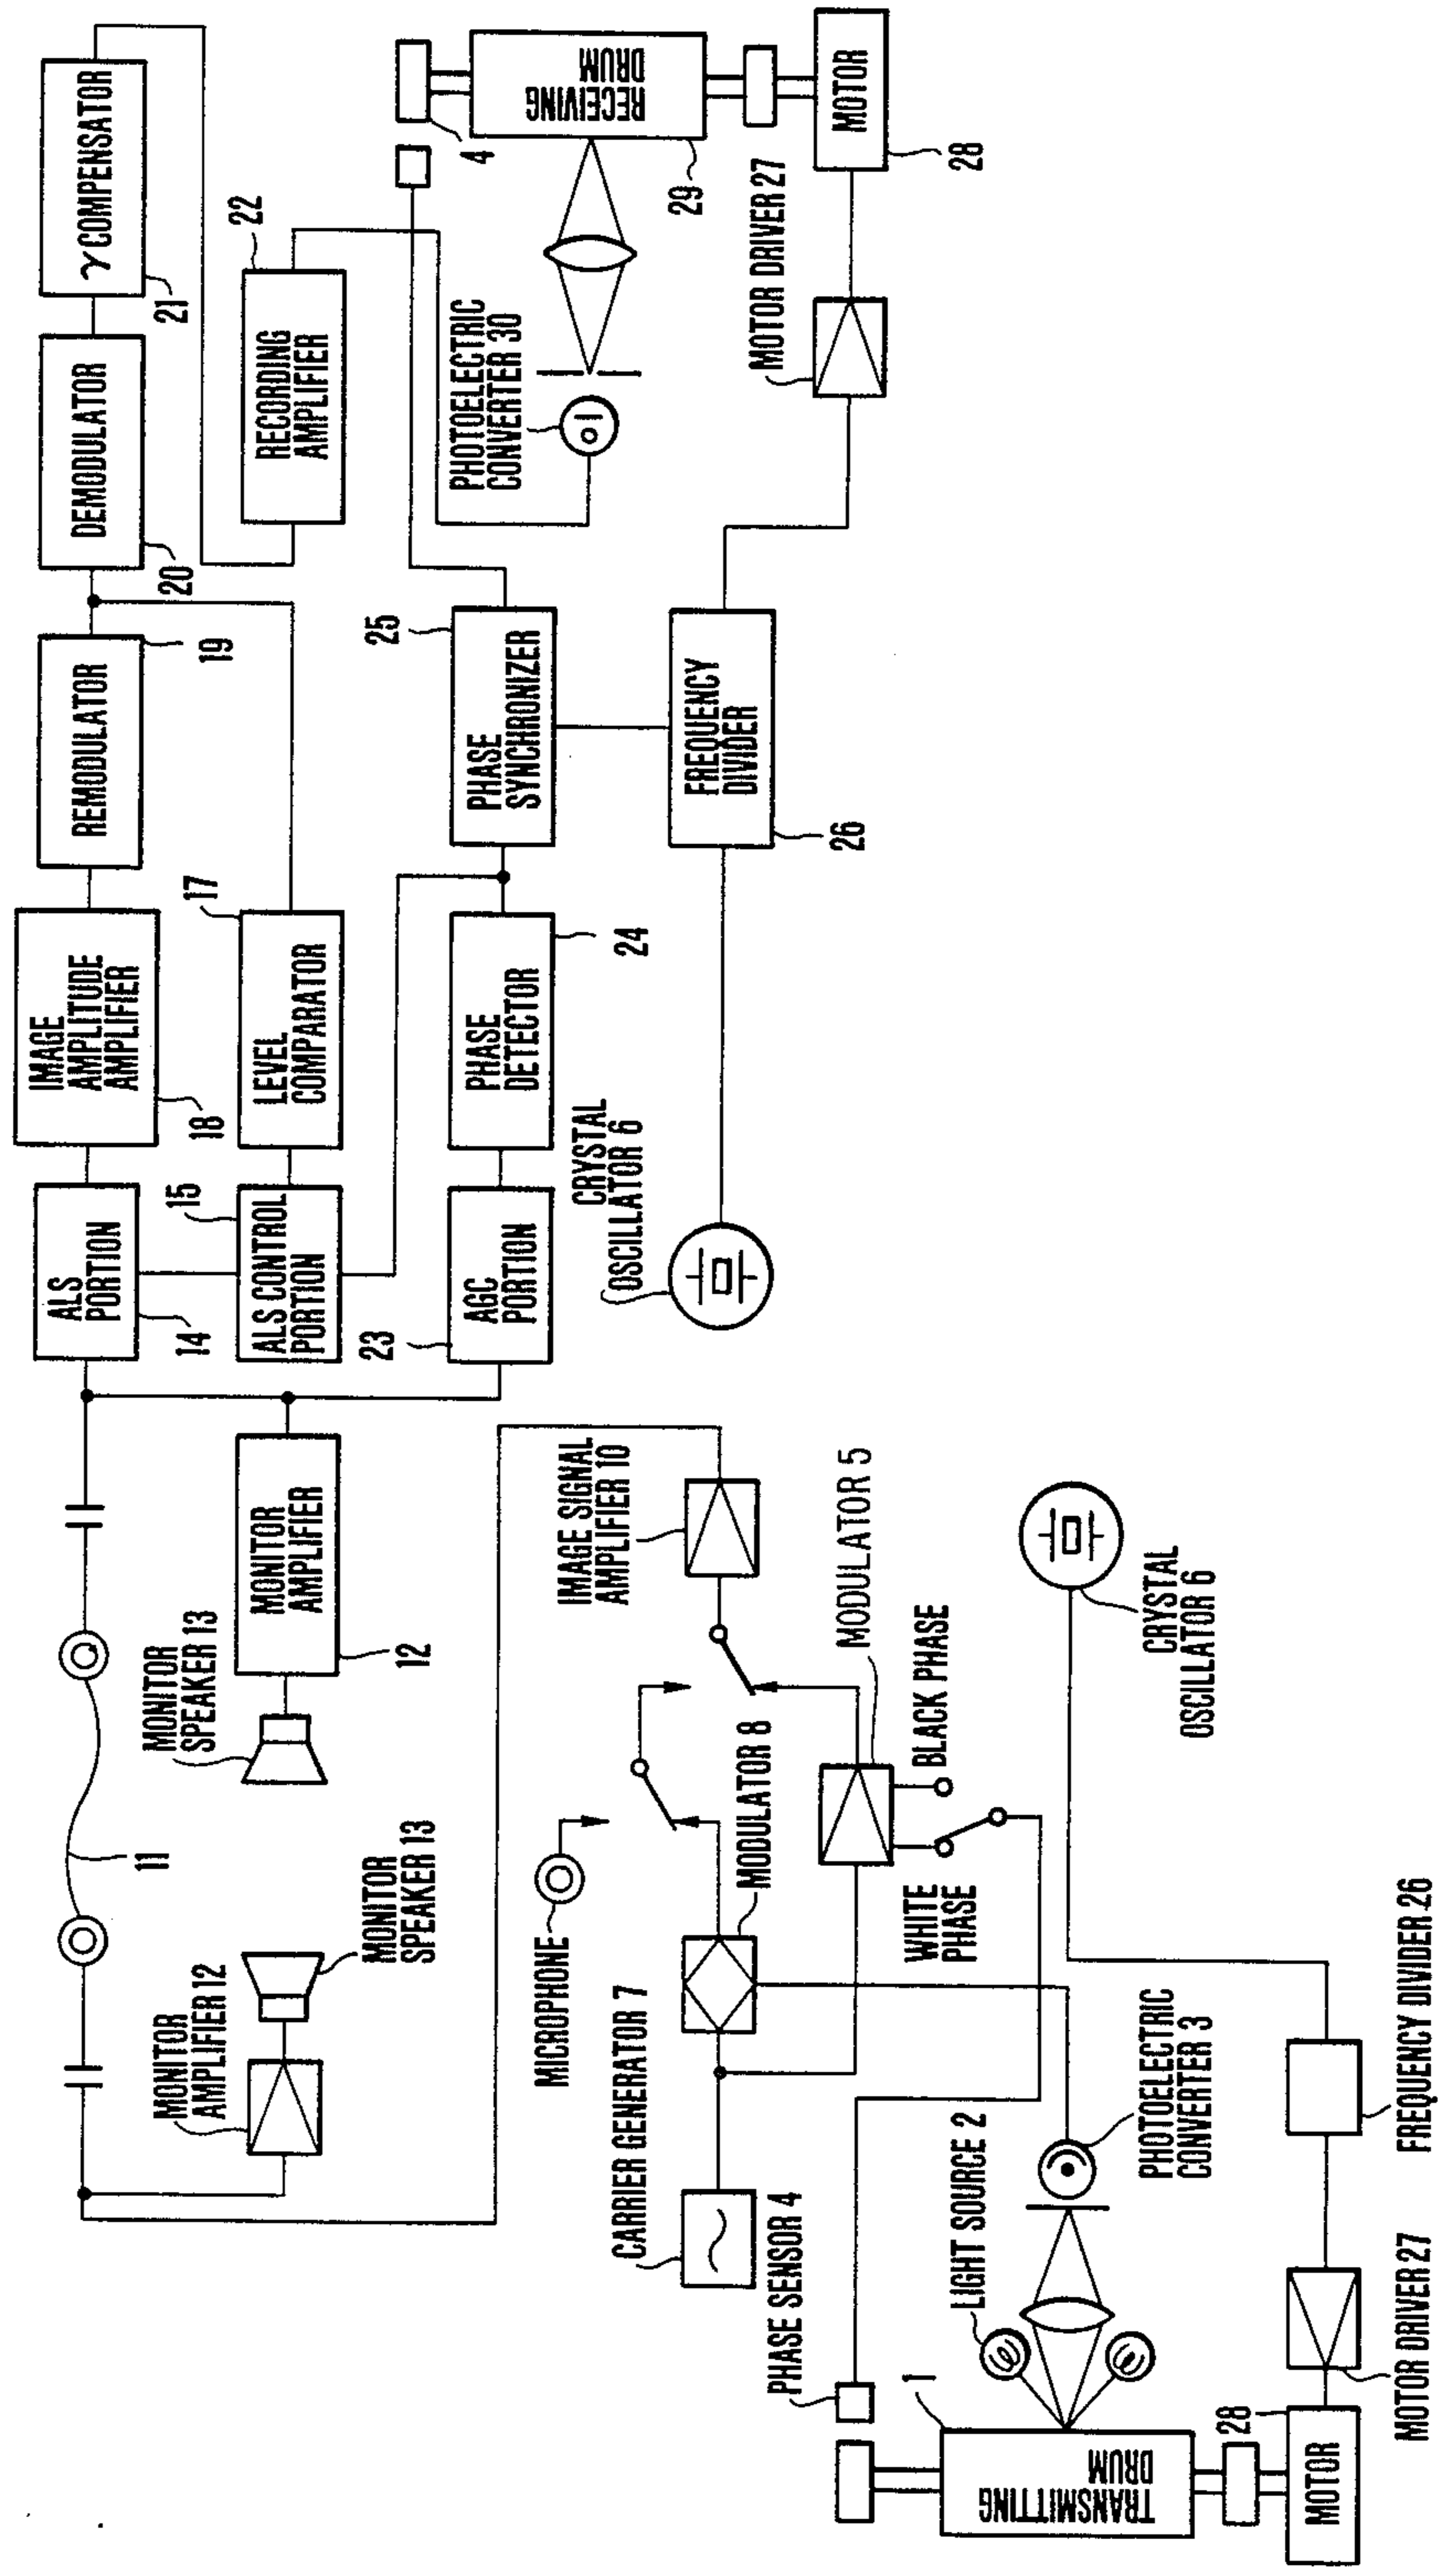 ALS
PORTION
14
IMAGE
AMPLITUDE
AMPLIFIER
18
REMODULATOR
19
DEMODULATOR
20
γ COMPENSATOR
21
11
MONITOR
SPEAKER 13
MONITOR
AMPLIFIER
12
ALS CONTROL
PORTION
15
LEVEL
COMPARATOR
17
RECORDING
AMPLIFIER
22
MONITOR
AMPLIFIER 12
MONITOR
SPEAKER 13
AGC
PORTION
23
PHASE
DETECTOR
24
PHASE
SYNCHRONIZER
25
PHOTOELECTRIC
CONVERTER 30
4
RECEIVING
DRUM
29
CRYSTAL
OSCILLATOR 6
FREQUENCY
DIVIDER
26
MOTOR DRIVER 27
MOTOR
28
MICROPHONE
IMAGE SIGNAL
AMPLIFIER 10
CARRIER GENERATOR 7
MODULATOR 8
MODULATOR 5
BLACK PHASE
WHITE
PHASE
PHASE SENSOR 4
LIGHT SOURCE 2
1
TRANSMITTING
DRUM
PHOTOELECTRIC
CONVERTER 3
CRYSTAL
OSCILLATOR 6
28
MOTOR
MOTOR DRIVER 27
FREQUENCY DIVIDER 26